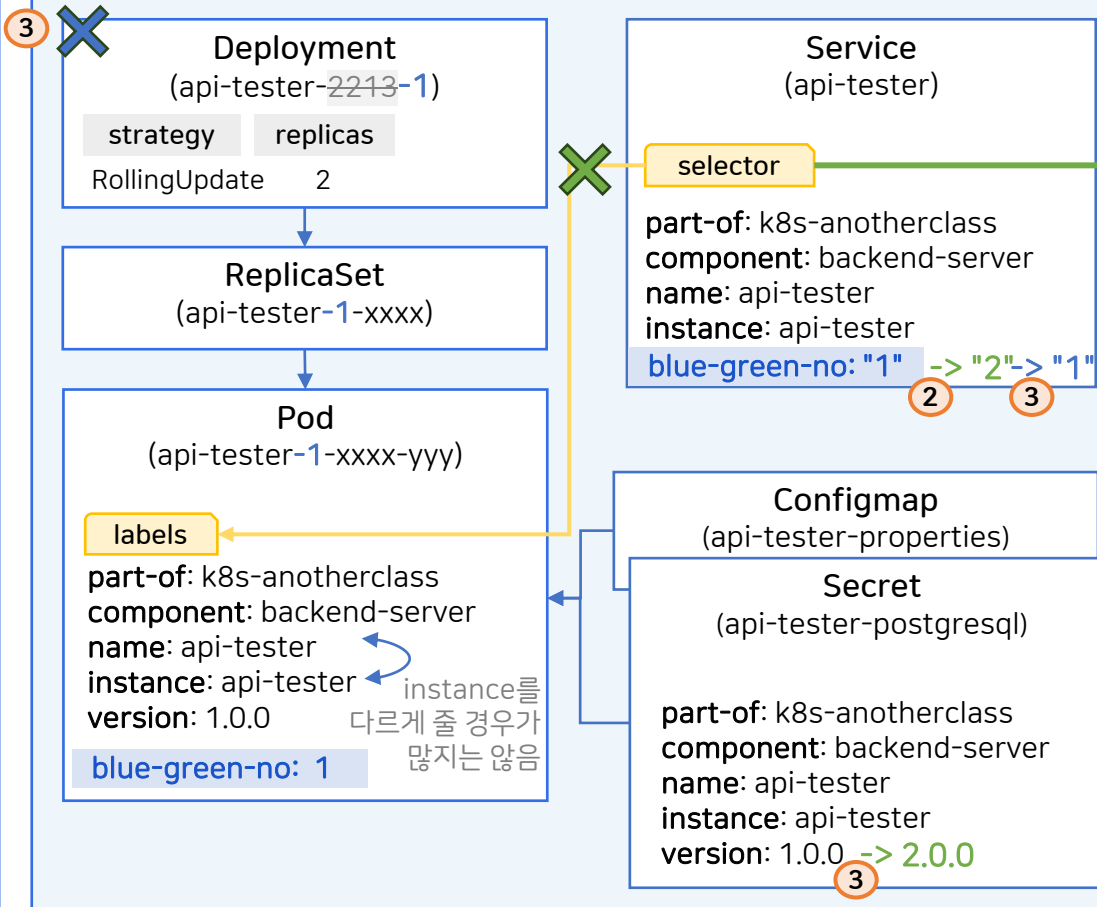 3
Deployment
(api-tester-2213-1)
strategy replicas
RollingUpdate 2
ReplicaSet
(api-tester-1-xxxx)
Pod
(api-tester-1-xxxx-yyy)
labels
part-of: k8s-anotherclass
component: backend-server
name: api-tester
instance: api-tester
version: 1.0.0
blue-green-no: 1
instance를
다르게 줄 경우가
많지는 않음
Service
(api-tester)
selector
part-of: k8s-anotherclass
component: backend-server
name: api-tester
instance: api-tester
blue-green-no: "1" -> "2"-> "1"
2 3
Configmap
(api-tester-properties)
Secret
(api-tester-postgresql)
part-of: k8s-anotherclass
component: backend-server
name: api-tester
instance: api-tester
version: 1.0.0 -> 2.0.0
3